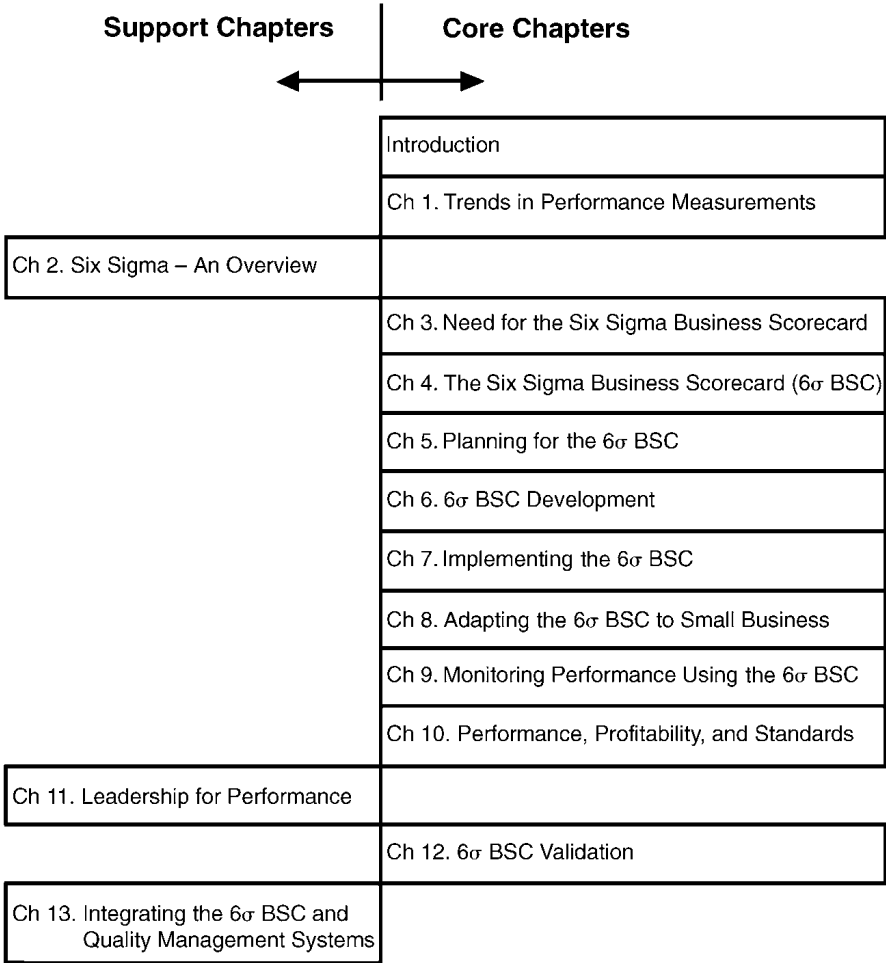 Support Chapters
Core Chapters
Introduction
Ch 1. Trends in Performance Measurements
Ch 2. Six Sigma – An Overview
Ch 3. Need for the Six Sigma Business Scorecard
Ch 4. The Six Sigma Business Scorecard (6σ BSC)
Ch 5. Planning for the 6σ BSC
Ch 6. 6σ BSC Development
Ch 7. Implementing the 6σ BSC
Ch 8. Adapting the 6σ BSC to Small Business
Ch 9. Monitoring Performance Using the 6σ BSC
Ch 10. Performance, Profitability, and Standards
Ch 11. Leadership for Performance
Ch 12. 6σ BSC Validation
Ch 13. Integrating the 6σ BSC and
Quality Management Systems